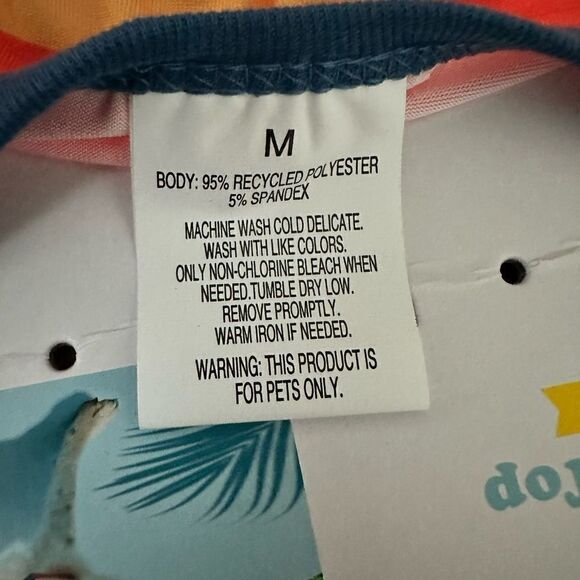 M
BODY: 95% RECYCLED POLYESTER
5% SPANDEX
MACHINE WASH COLD DELICATE.
WASH WITH LIKE COLORS.
ONLY NON-CHLORINE BLEACH WHEN
NEEDED.TUMBLE DRY LOW.
REMOVE PROMPTLY.
WARM IRON IF NEEDED.
WARNING: THIS PRODUCT IS
FOR PETS ONLY.